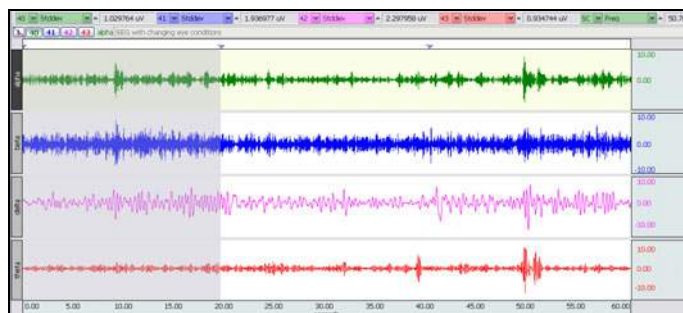 40 Stddev = 1.029764 uV 41 Stddev = 1.936977 uV 42 Stddev = 2.297958 uV 43 Stddev = 0.934744 uV SC Freq = 50.7
40 41 42 43 alpha EEG with changing eye conditions
alpha
10.00
0.00
beta
10.00
0.00
-10.00
delta
10.00
0.00
-10.00
theta
10.00
0.00
-10.00
0.00 5.00 10.00 15.00 20.00 25.00 30.00 35.00 40.00 45.00 50.00 55.00 60.00